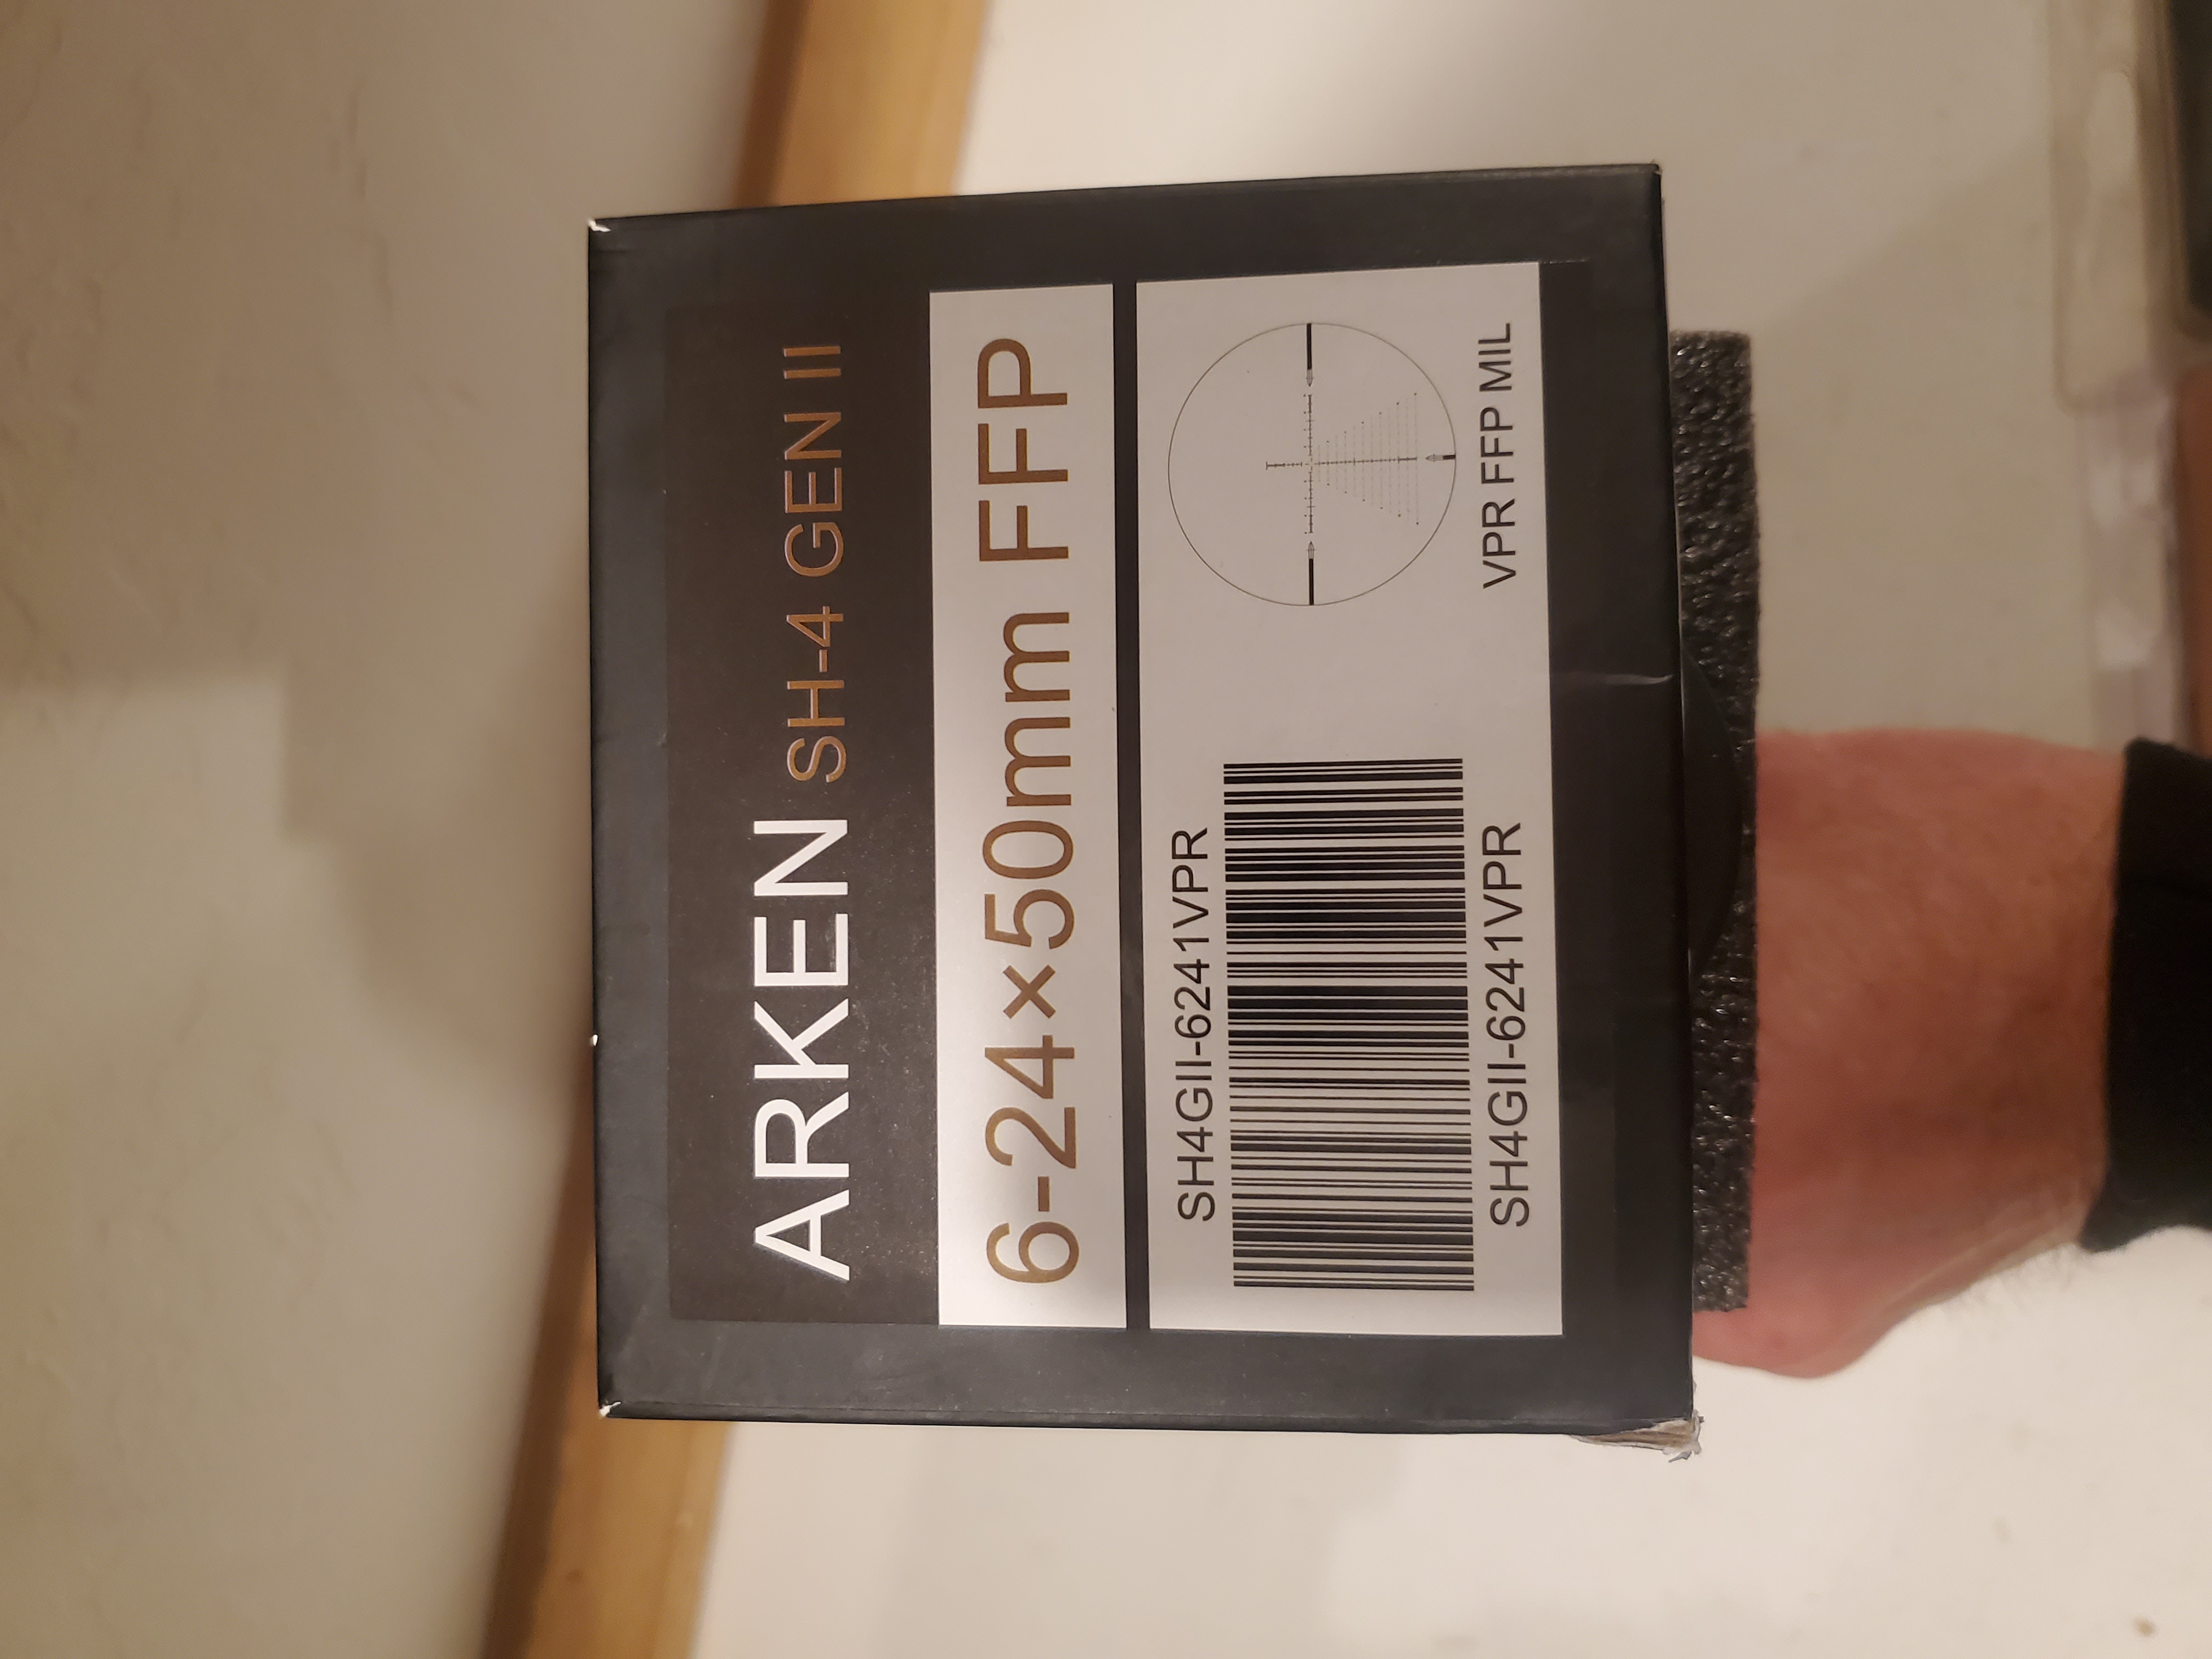 ARKEN SH-4 GEN II
6-24×50mm FFP
SH4GII-6241VPR
SH4GII-6241VPR
VPR FFP MIL